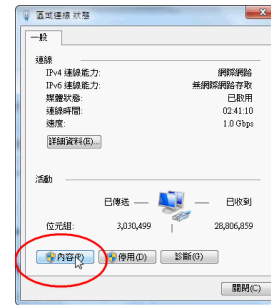 區域連線 狀態
一般
連線
IPv4 連線能力: 網際網路
IPv6 連線能力: 無網際網路存取
媒體狀態: 已啟用
連線時間: 02:41:10
速度: 1.0 Gbps
詳細資料(E)...
活動
已傳送 — — 已收到
位元組: 3,030,499 | 28,806,859
內容(P) 停用(D) 診斷(G)
關閉(C)